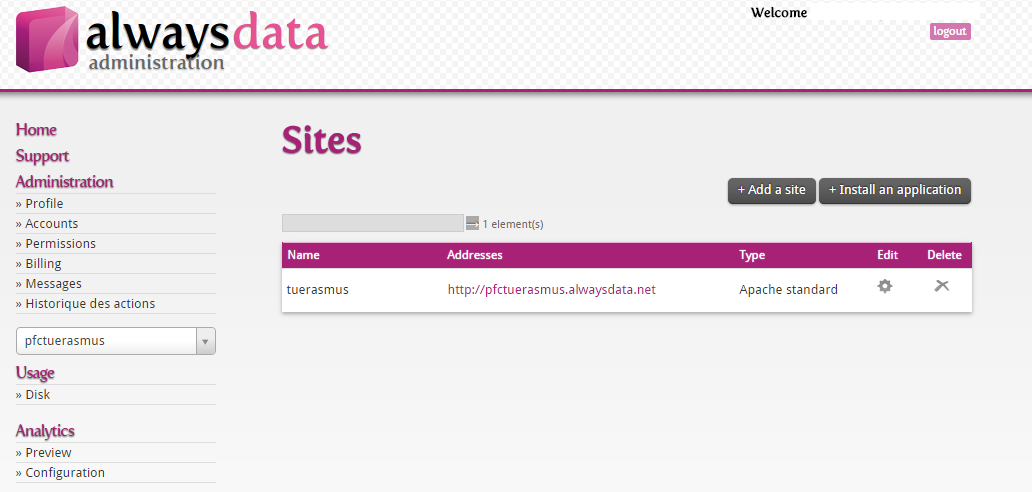 alwaysdata
administration
Welcome
logout
Home
Support
Administration
» Profile
» Accounts
» Permissions
» Billing
» Messages
» Historique des actions
pfctuerasmus
Usage
» Disk
Analytics
» Preview
» Configuration
Sites
+ Add a site + Install an application
1 element(s)
Name Addresses Type Edit Delete
tuerasmus http://pfctuerasmus.alwaysdata.net Apache standard